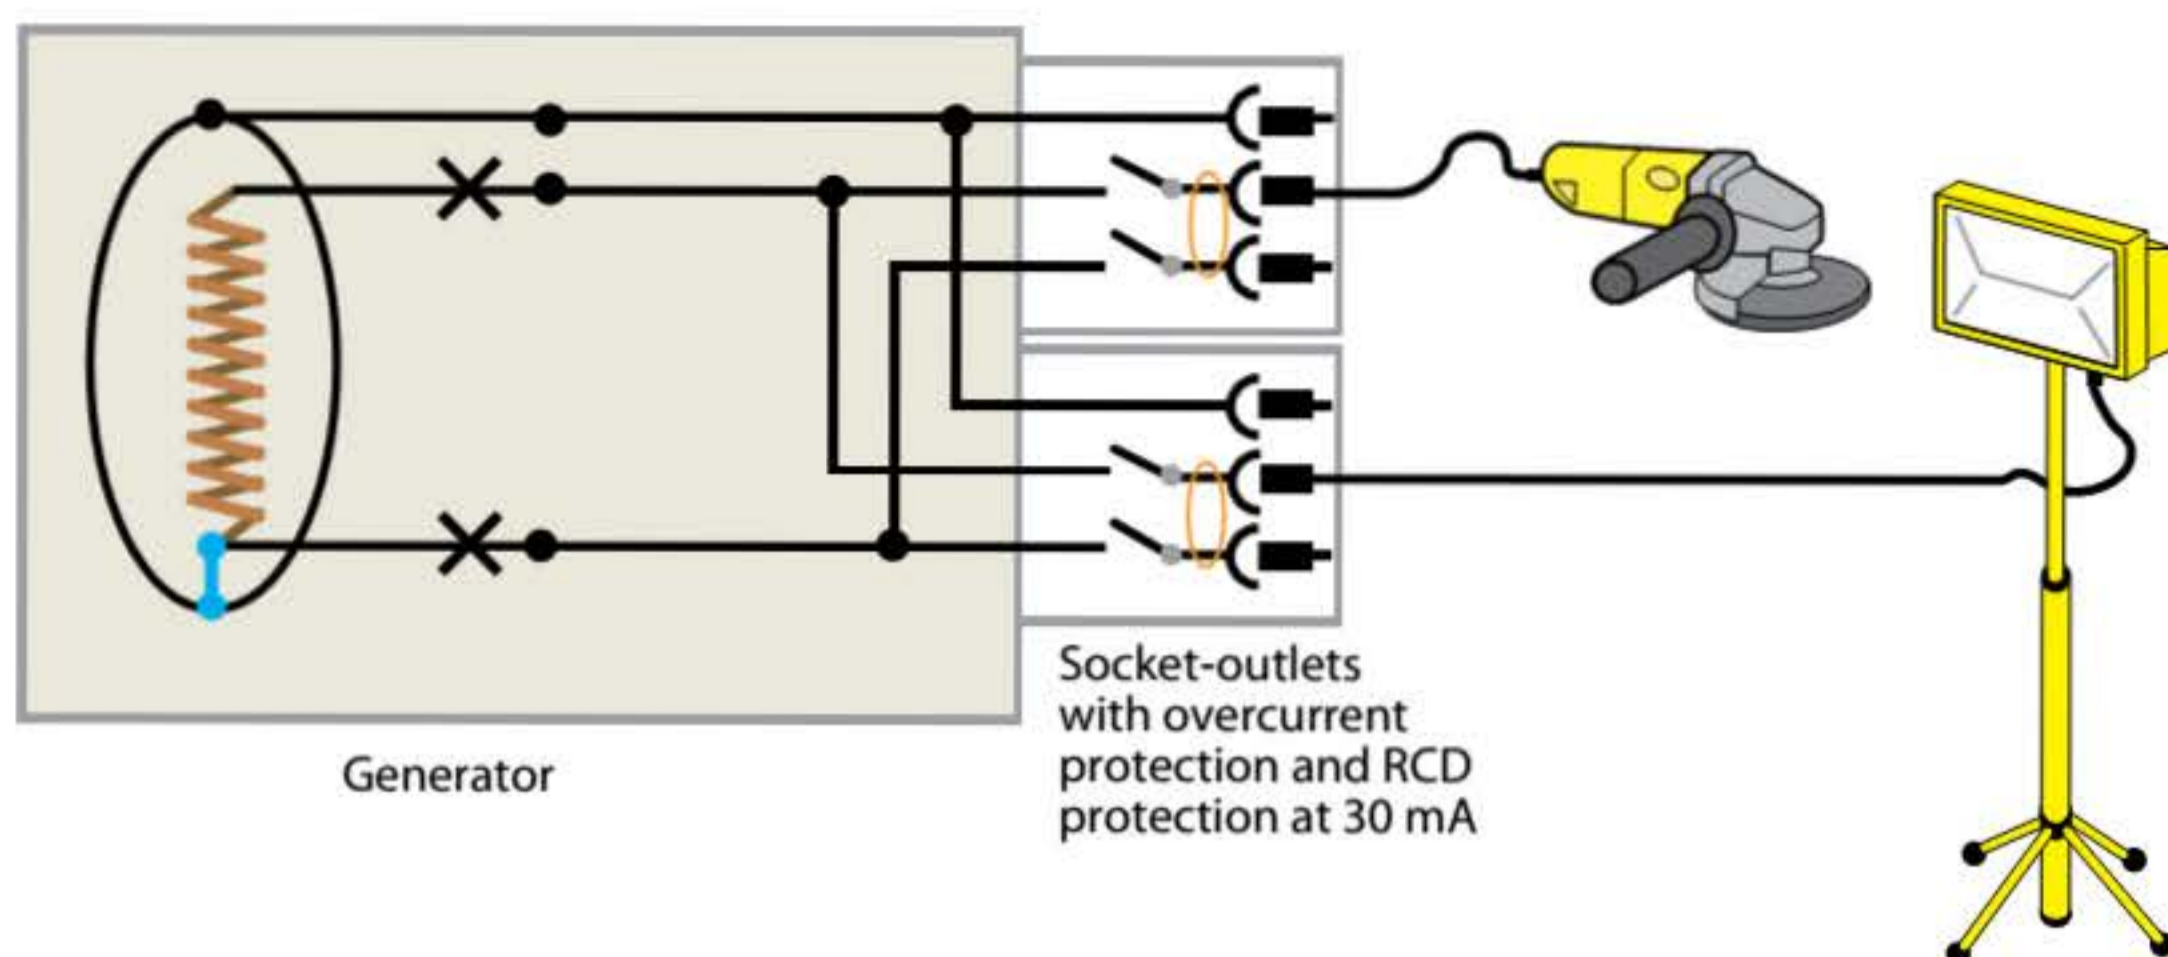 Socket-outlets
with overcurrent
protection and RCD
protection at 30 mA
Generator